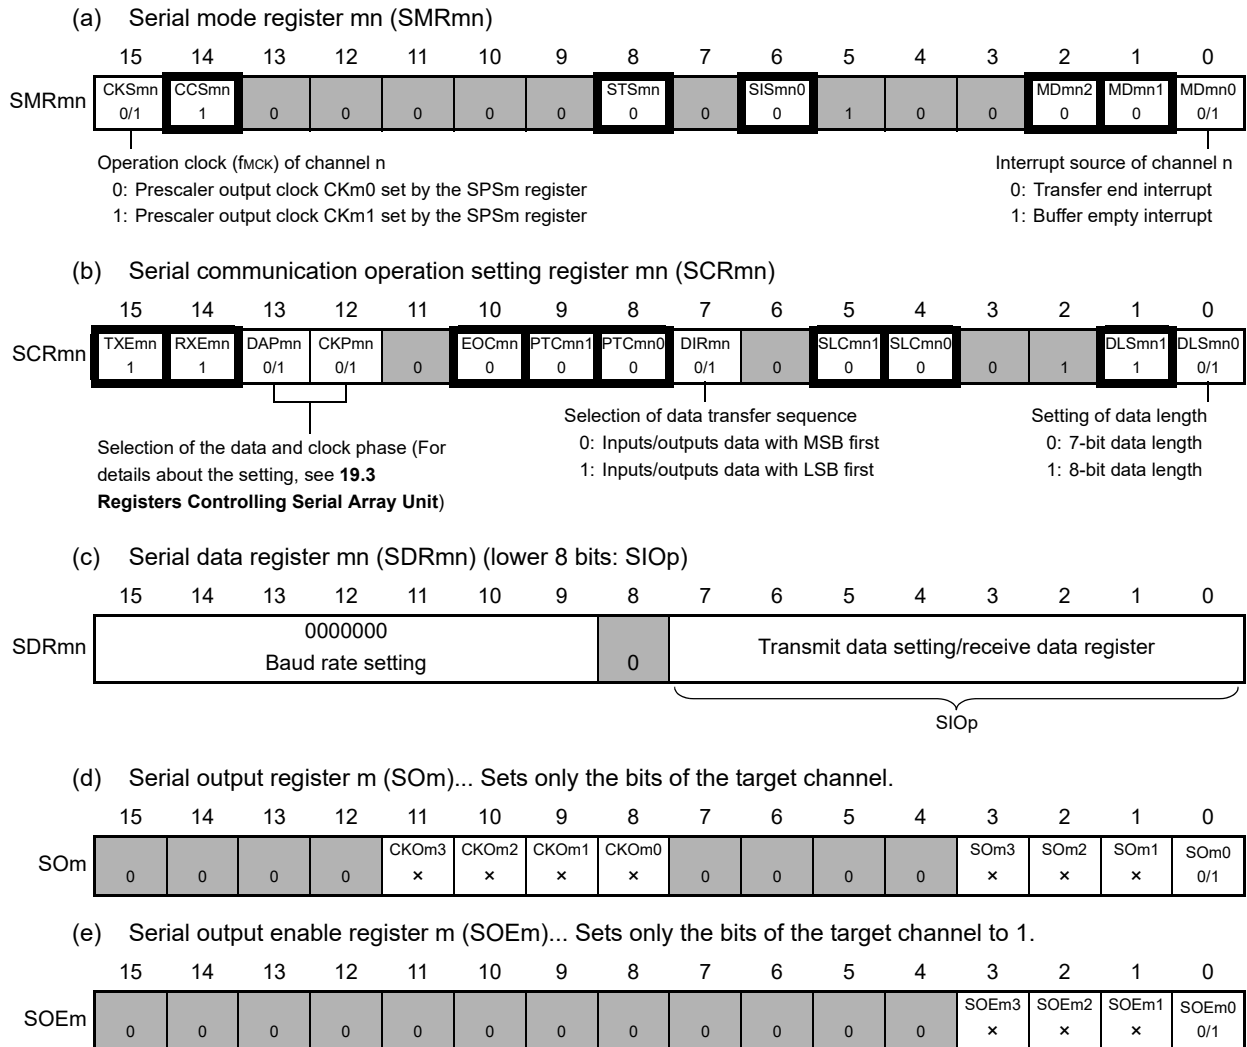 (a) Serial mode register mn (SMRmn)
15 14 13 12 11 10 9 8 7 6 5 4 3 2 1 0
SMRmn CKSmn CCSmn STSmn SISmn0 MDmn2 MDmn1 MDmn0
0/1 1 0 0 0 0 0 0 0 0 1 0 0 0 0 0/1
Operation clock (fMCK) of channel n
0: Prescaler output clock CKm0 set by the SPSm register
1: Prescaler output clock CKm1 set by the SPSm register
Interrupt source of channel n
0: Transfer end interrupt
1: Buffer empty interrupt
(b) Serial communication operation setting register mn (SCRmn)
15 14 13 12 11 10 9 8 7 6 5 4 3 2 1 0
SCRmn TXEmn RXEmn DAPmn CKPmn EOCmn PTCmn1 PTCmn0 DIRmn SLCmn1 SLCmn0 DLSmn1 DLSmn0
1 1 0/1 0/1 0 0 0 0 0/1 0 0 0 0 1 1 0/1
Selection of the data and clock phase (For
details about the setting, see 19.3
Registers Controlling Serial Array Unit)
Selection of data transfer sequence
0: Inputs/outputs data with MSB first
1: Inputs/outputs data with LSB first
Setting of data length
0: 7-bit data length
1: 8-bit data length
(c) Serial data register mn (SDRmn) (lower 8 bits: SIOp)
15 14 13 12 11 10 9 8 7 6 5 4 3 2 1 0
SDRmn
0000000
Baud rate setting
0
Transmit data setting/receive data register
SIOp
(d) Serial output register m (SOm)... Sets only the bits of the target channel.
15 14 13 12 11 10 9 8 7 6 5 4 3 2 1 0
SOm CKOm3 CKOm2 CKOm1 CKOm0 SOm3 SOm2 SOm1 SOm0
0 0 0 0 × × × × 0 0 0 0 × × × 0/1
(e) Serial output enable register m (SOEm)... Sets only the bits of the target channel to 1.
15 14 13 12 11 10 9 8 7 6 5 4 3 2 1 0
SOEm SOEm3 SOEm2 SOEm1 SOEm0
0 0 0 0 0 0 0 0 0 0 0 0 × × × 0/1